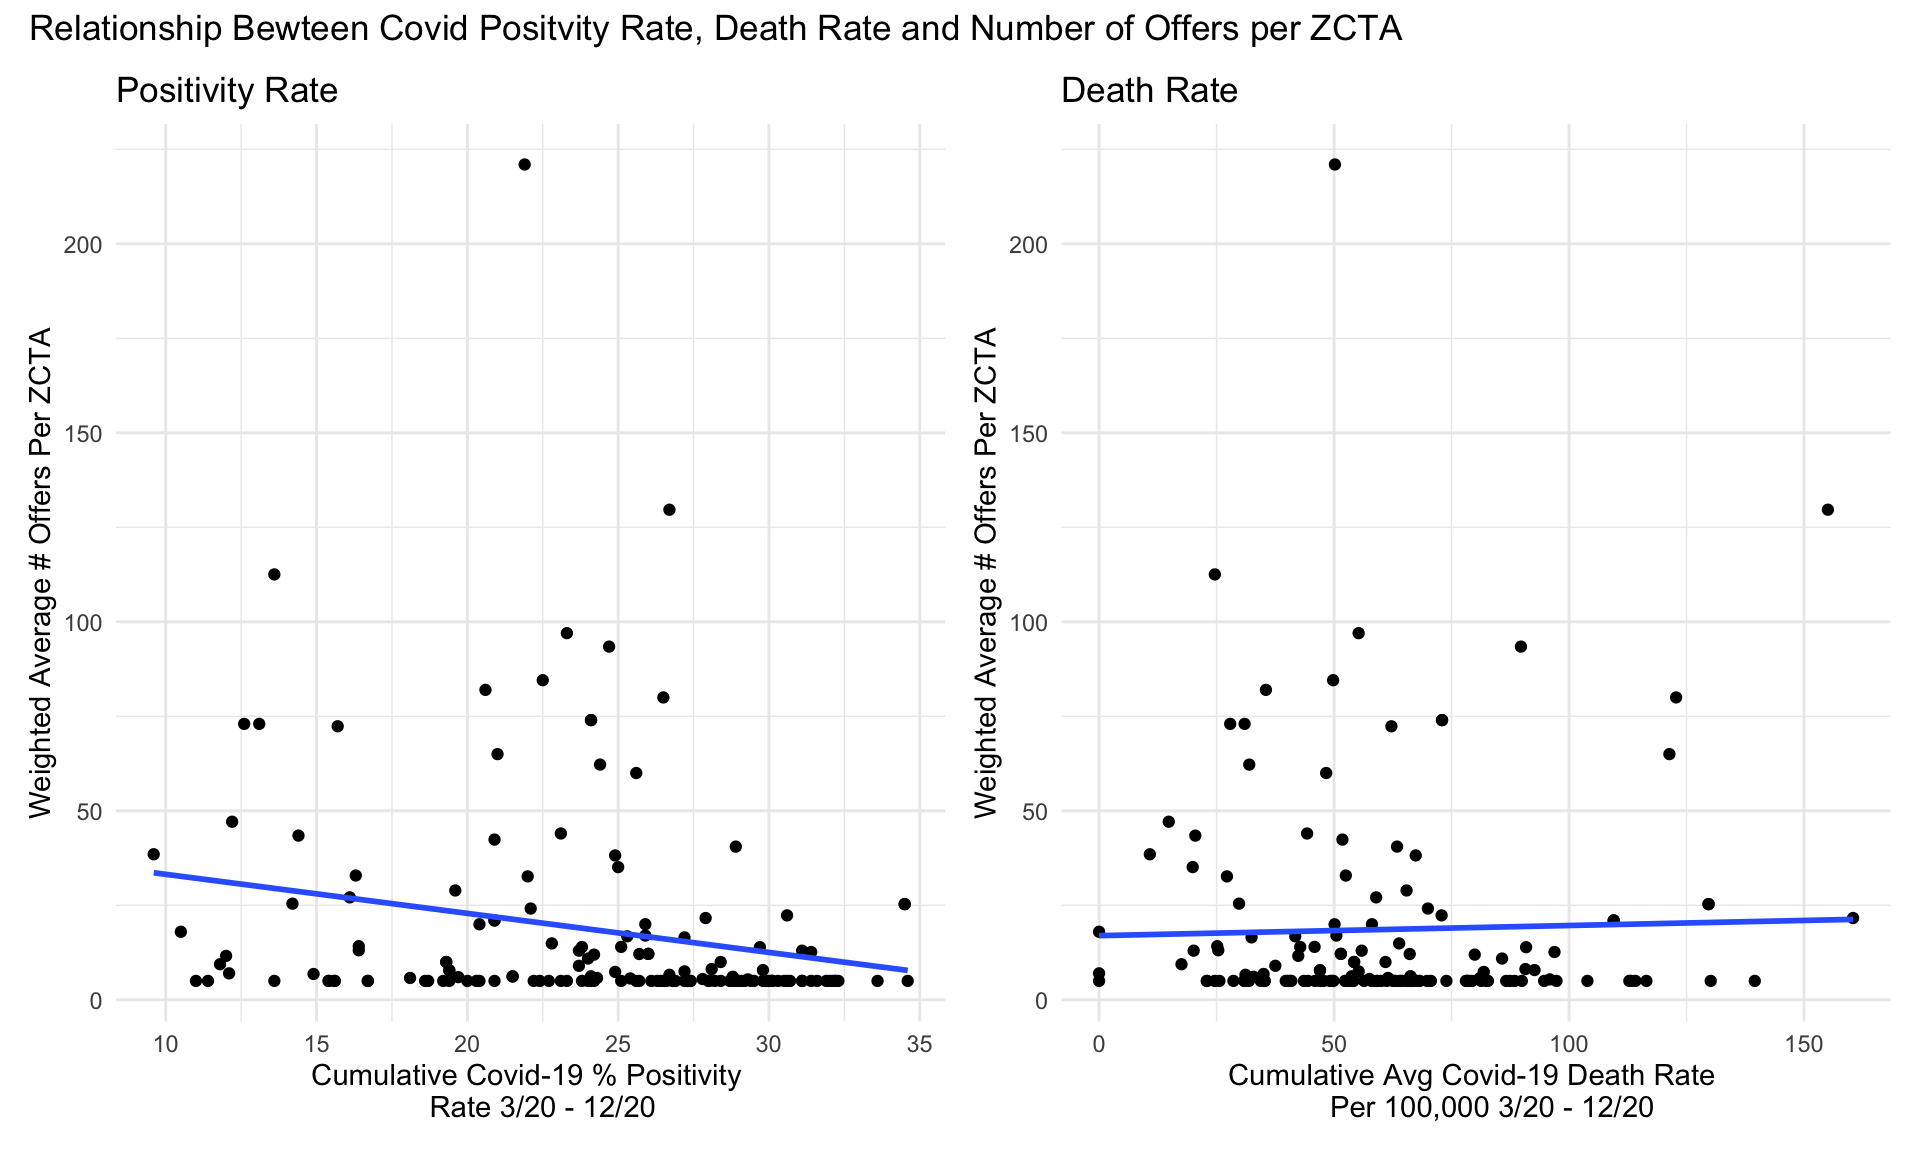 Relationship Bewteen Covid Positvity Rate, Death Rate and Number of Offers per ZCTA
Positivity Rate
Weighted Average # Offers Per ZCTA
200
150
100
50
0
10 15 20 25 30 35
Cumulative Covid-19 % Positivity
Rate 3/20 - 12/20
Death Rate
Weighted Average # Offers Per ZCTA
200
150
100
50
0
0 50 100 150
Cumulative Avg Covid-19 Death Rate
Per 100,000 3/20 - 12/20